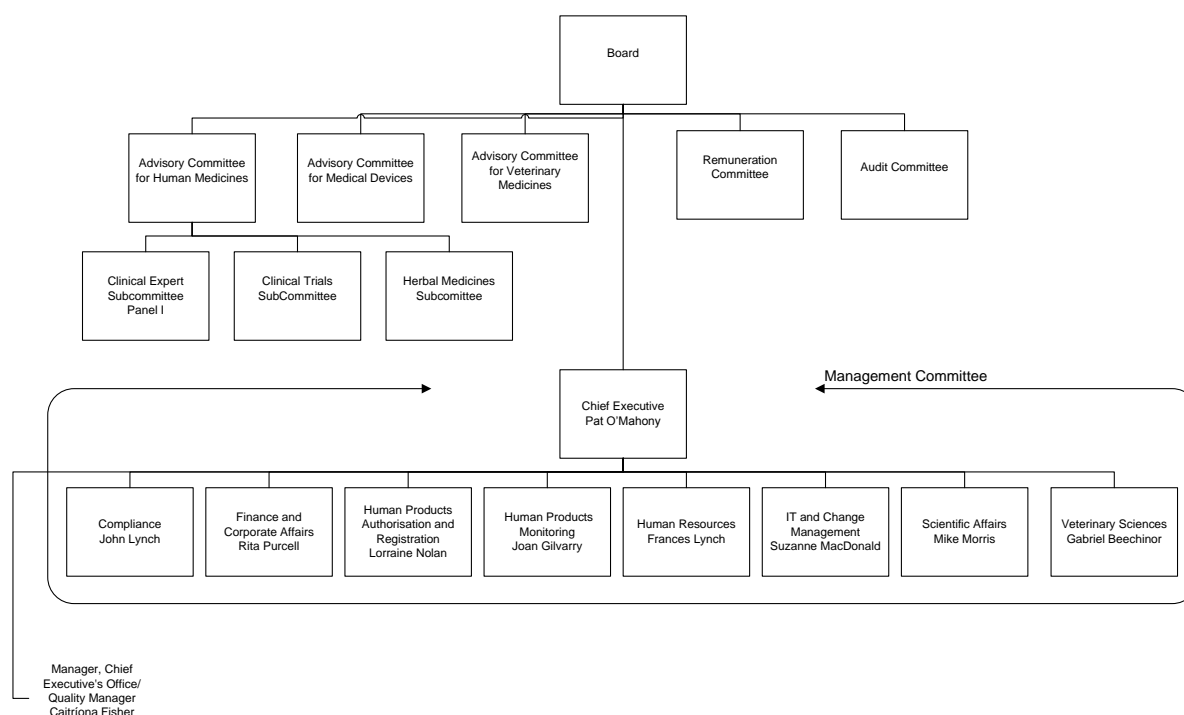 Board
Advisory Committee
for Human Medicines
Advisory Committee
for Medical Devices
Advisory Committee
for Veterinary
Medicines
Remuneration
Committee
Audit Committee
Clinical Expert
Subcommittee
Panel I
Clinical Trials
SubCommittee
Herbal Medicines
Subcomittee
Management Committee
Chief Executive
Pat O'Mahony
Compliance
John Lynch
Finance and
Corporate Affairs
Rita Purcell
Human Products
Authorisation and
Registration
Lorraine Nolan
Human Products
Monitoring
Joan Gilvarry
Human Resources
Frances Lynch
IT and Change
Management
Suzanne MacDonald
Scientific Affairs
Mike Morris
Veterinary Sciences
Gabriel Beechinor
Manager, Chief
Executive's Office/
Quality Manager
Caitríona Fisher